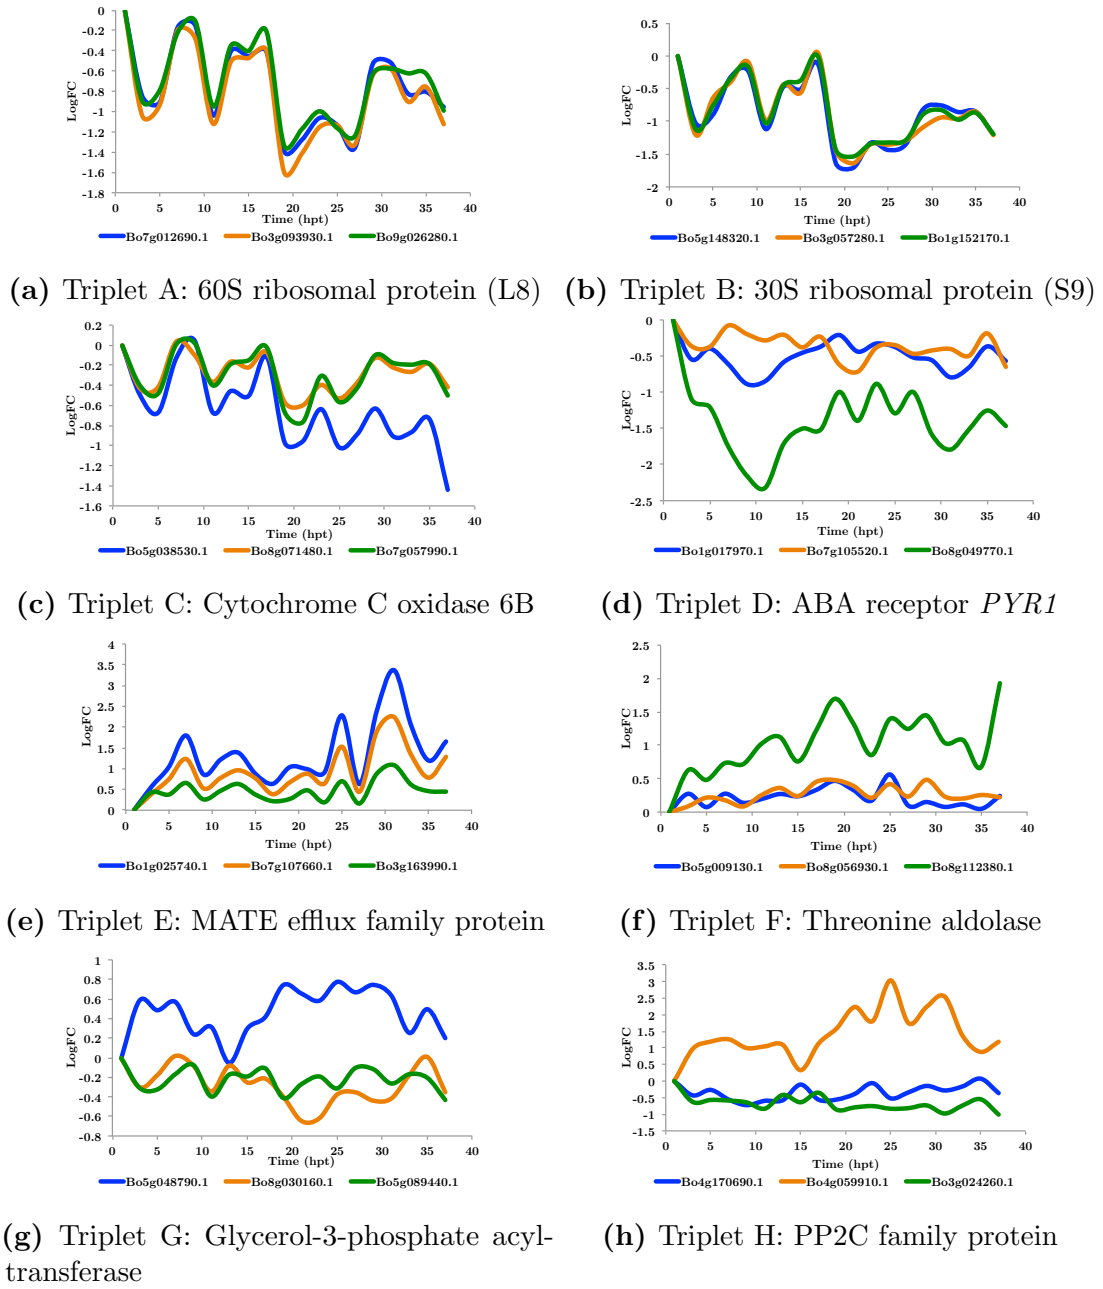 0
-0.2
-0.4
-0.6
-0.8
-1
-1.2
-1.4
-1.6
-1.8
LogFC
0 5 10 15 20 25 30 35 40
Time (hpt)
Bo7g012690.1 Bo3g093930.1 Bo9g026280.1
0.5
0
-0.5
-1
-1.5
-2
LogFC
0 5 10 15 20 25 30 35 40
Time (hpt)
Bo5g148320.1 Bo3g057280.1 Bo1g152170.1
(a) Triplet A: 60S ribosomal protein (L8)
(b) Triplet B: 30S ribosomal protein (S9)
0.2
0
-0.2
-0.4
-0.6
-0.8
-1
-1.2
-1.4
-1.6
LogFC
0 5 10 15 20 25 30 35 40
Time (hpt)
Bo5g038530.1 Bo8g071480.1 Bo7g057990.1
0
-0.5
-1
-1.5
-2
-2.5
LogFC
0 5 10 15 20 25 30 35 40
Time (hpt)
Bo1g017970.1 Bo7g105520.1 Bo8g049770.1
(c) Triplet C: Cytochrome C oxidase 6B
(d) Triplet D: ABA receptor PYR1
4
3.5
3
2.5
2
1.5
1
0.5
0
LogFC
0 5 10 15 20 25 30 35 40
Time (hpt)
Bo1g025740.1 Bo7g107660.1 Bo3g163990.1
2.5
2
1.5
1
0.5
0
LogFC
0 5 10 15 20 25 30 35 40
Time (hpt)
Bo5g009130.1 Bo8g056930.1 Bo8g112380.1
(e) Triplet E: MATE efflux family protein
(f) Triplet F: Threonine aldolase
1
0.8
0.6
0.4
0.2
0
-0.2
-0.4
-0.6
-0.8
LogFC
0 5 10 15 20 25 30 35 40
Time (hpt)
Bo5g048790.1 Bo8g030160.1 Bo5g089440.1
3.5
3
2.5
2
1.5
1
0.5
0
-0.5
-1
-1.5
LogFC
0 5 10 15 20 25 30 35 40
Time (hpt)
Bo4g170690.1 Bo4g059910.1 Bo3g024260.1
(g) Triplet G: Glycerol-3-phosphate acyl-
transferase
(h) Triplet H: PP2C family protein